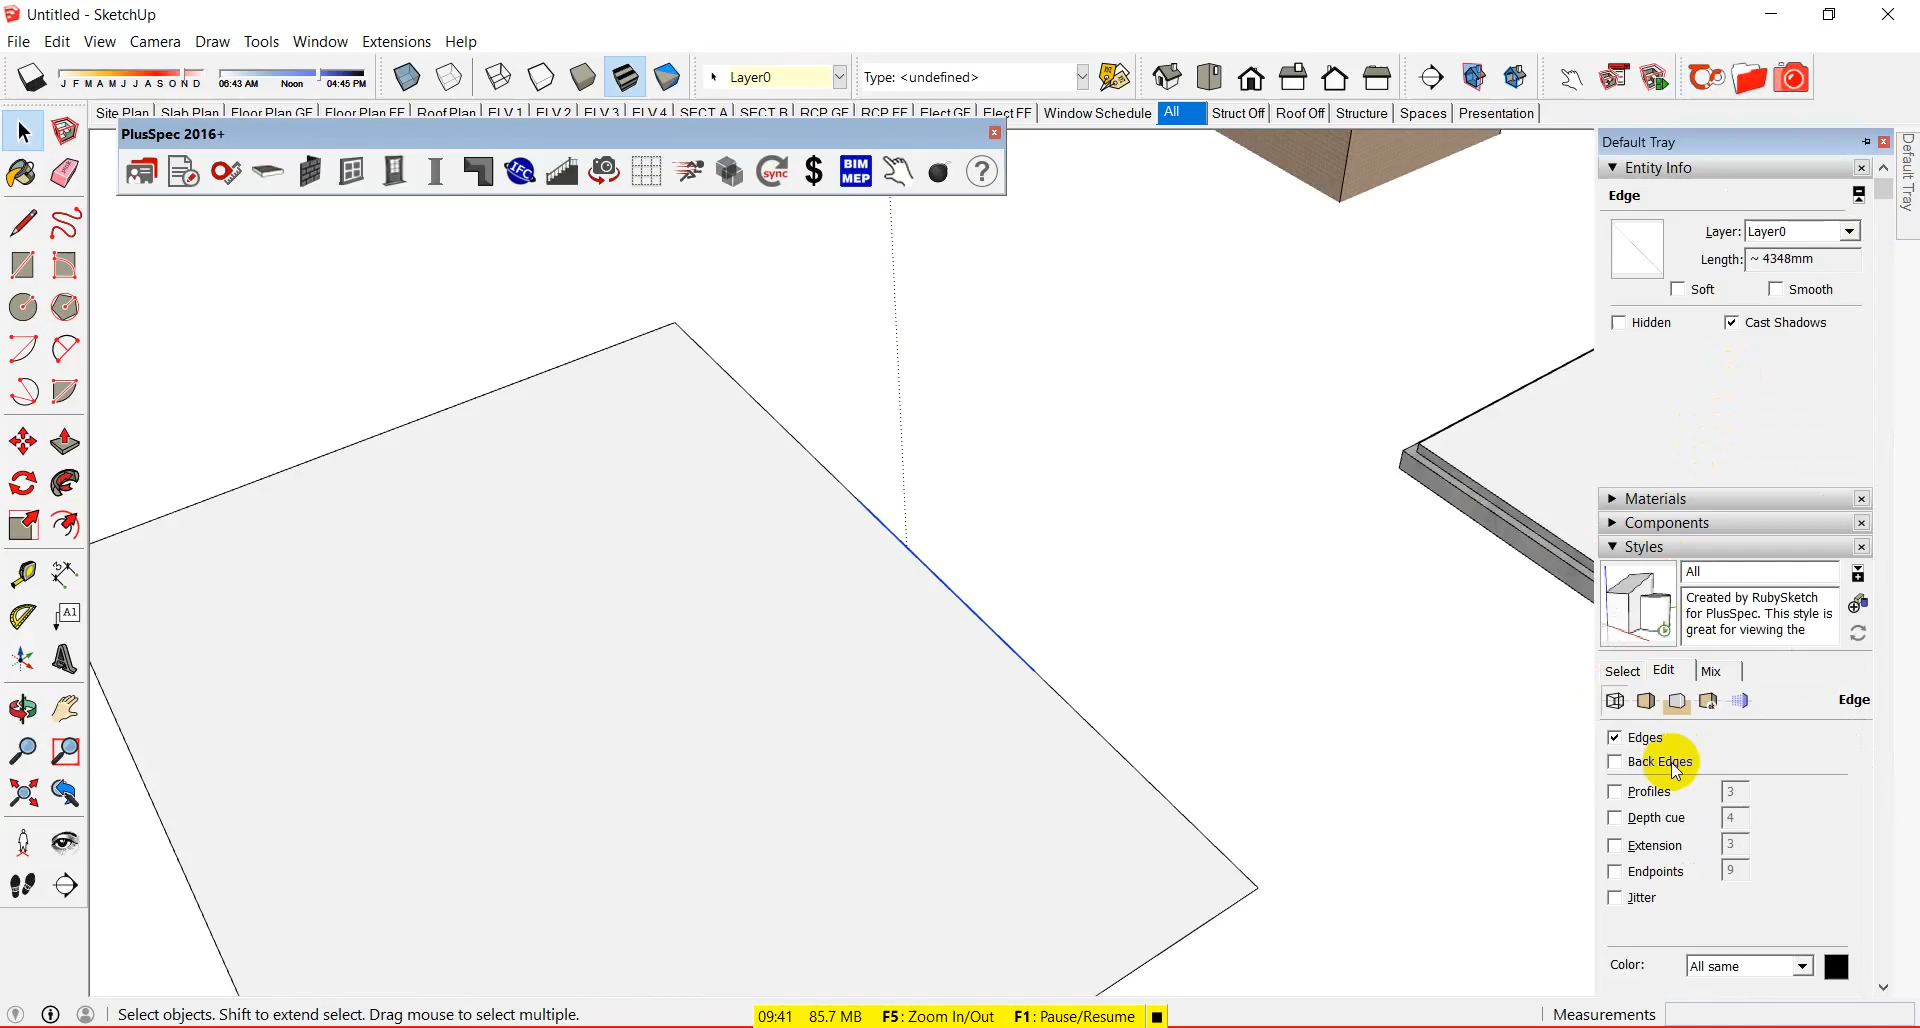 Untitled - SketchUp
File Edit View Camera Draw Tools Window Extensions Help
J F M A M J J A S O N D
06:43 AM Noon 04:45 PM
Layer0
Type: <undefined>
Site Plan Slab Plan Floor Plan GF Floor Plan FF Roof Plan ELV 1 ELV 2 ELV 3 ELV 4 SECT A SECT B RCP GF RCP FF Elect GF Elect FF Window Schedule All Struct Off Roof Off Structure Spaces Presentation
PlusSpec 2016+
IFC
sync
$
BIM
MEP
?
A1
3
Default Tray
Default Tray
Entity Info
Edge
Layer: Layer0
Length: ~ 4348mm
Soft Smooth
Hidden Cast Shadows
Materials
Components
Styles
All
Created by RubySketch
for PlusSpec. This style is
great for viewing the
Select Edit Mix
Edge
Edges
Back Edges
Profiles 3
Depth cue 4
Extension 3
Endpoints 9
Jitter
Color: All same
Select objects. Shift to extend select. Drag mouse to select multiple.
09:41 85.7 MB F5: Zoom In/Out F1: Pause/Resume
Measurements